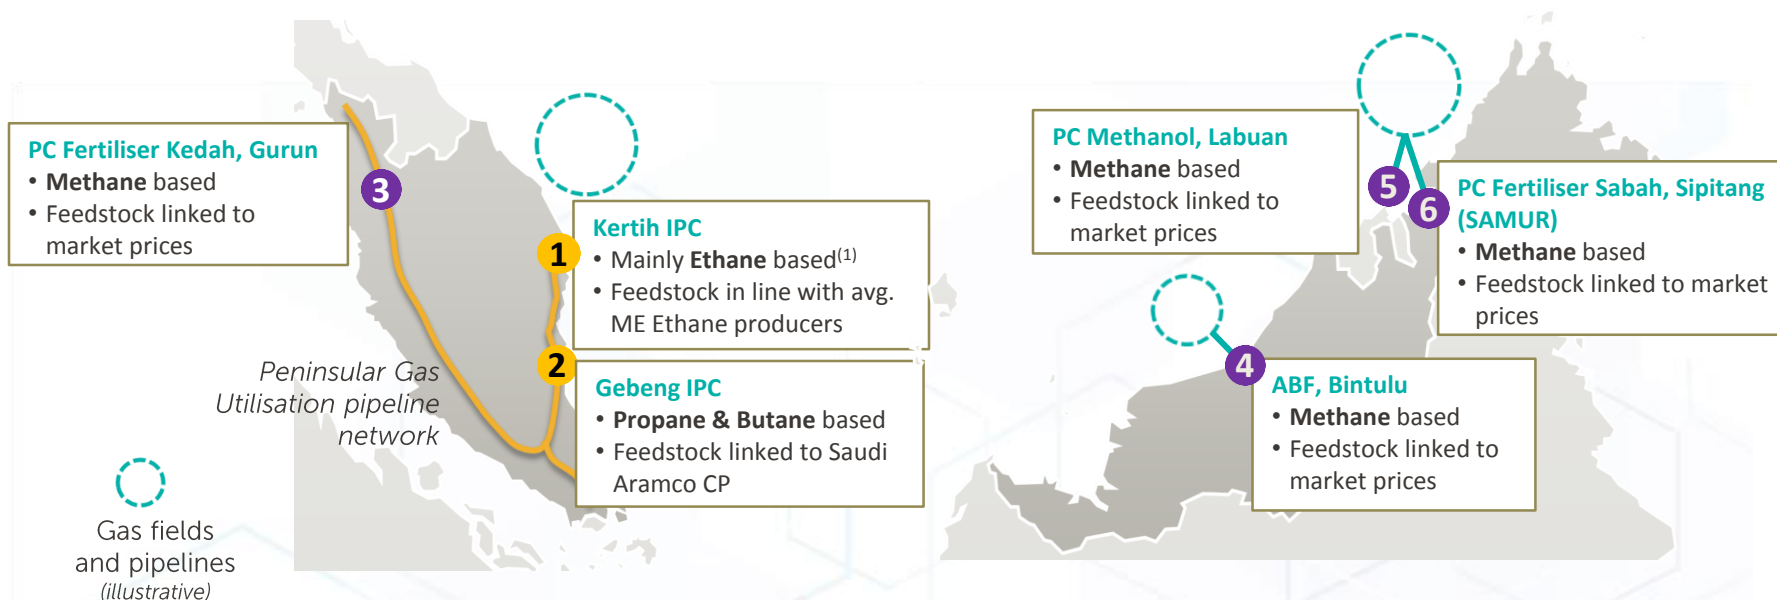 PC Fertiliser Kedah, Gurun
• Methane based
• Feedstock linked to
market prices
3
Kertih IPC
1
• Mainly Ethane based(1)
• Feedstock in line with avg.
ME Ethane producers
2
Gebeng IPC
• Propane & Butane based
• Feedstock linked to Saudi
Aramco CP
Peninsular Gas
Utilisation pipeline
network
Gas fields
and pipelines
(illustrative)
PC Methanol, Labuan
• Methane based
• Feedstock linked to
market prices
5
6
PC Fertiliser Sabah, Sipitang
(SAMUR)
• Methane based
• Feedstock linked to market
prices
4
ABF, Bintulu
• Methane based
• Feedstock linked to
market prices